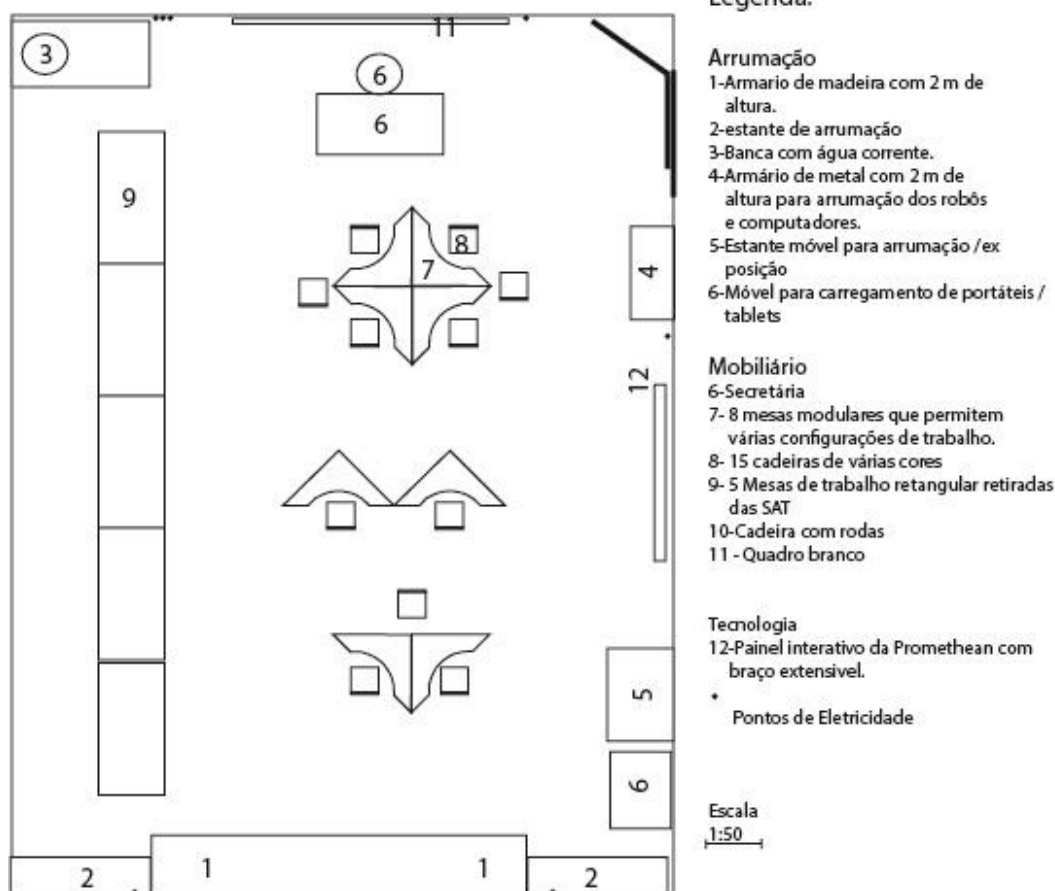 Legenda:
Arrumação
1-Armario de madeira com 2 m de
altura.
2-estante de arrumação
3-Banca com água corrente.
4-Armário de metal com 2 m de
altura para arrumação dos robôs
e computadores.
5-Estante móvel para arrumação /ex
posição
6-Móvel para carregamento de portáteis /
tablets
Mobiliário
6-Secretária
7- 8 mesas modulares que permitem
várias configurações de trabalho.
8- 15 cadeiras de várias cores
9- 5 Mesas de trabalho retangular retiradas
das SAT
10-Cadeira com rodas
11 - Quadro branco
Tecnologia
12-Painel interativo da Promethean com
braço extensivel.
Pontos de Eletricidade
Escala
1:50
11
3
6
6
9
8
7
4
12
5
6
1
1
2
2